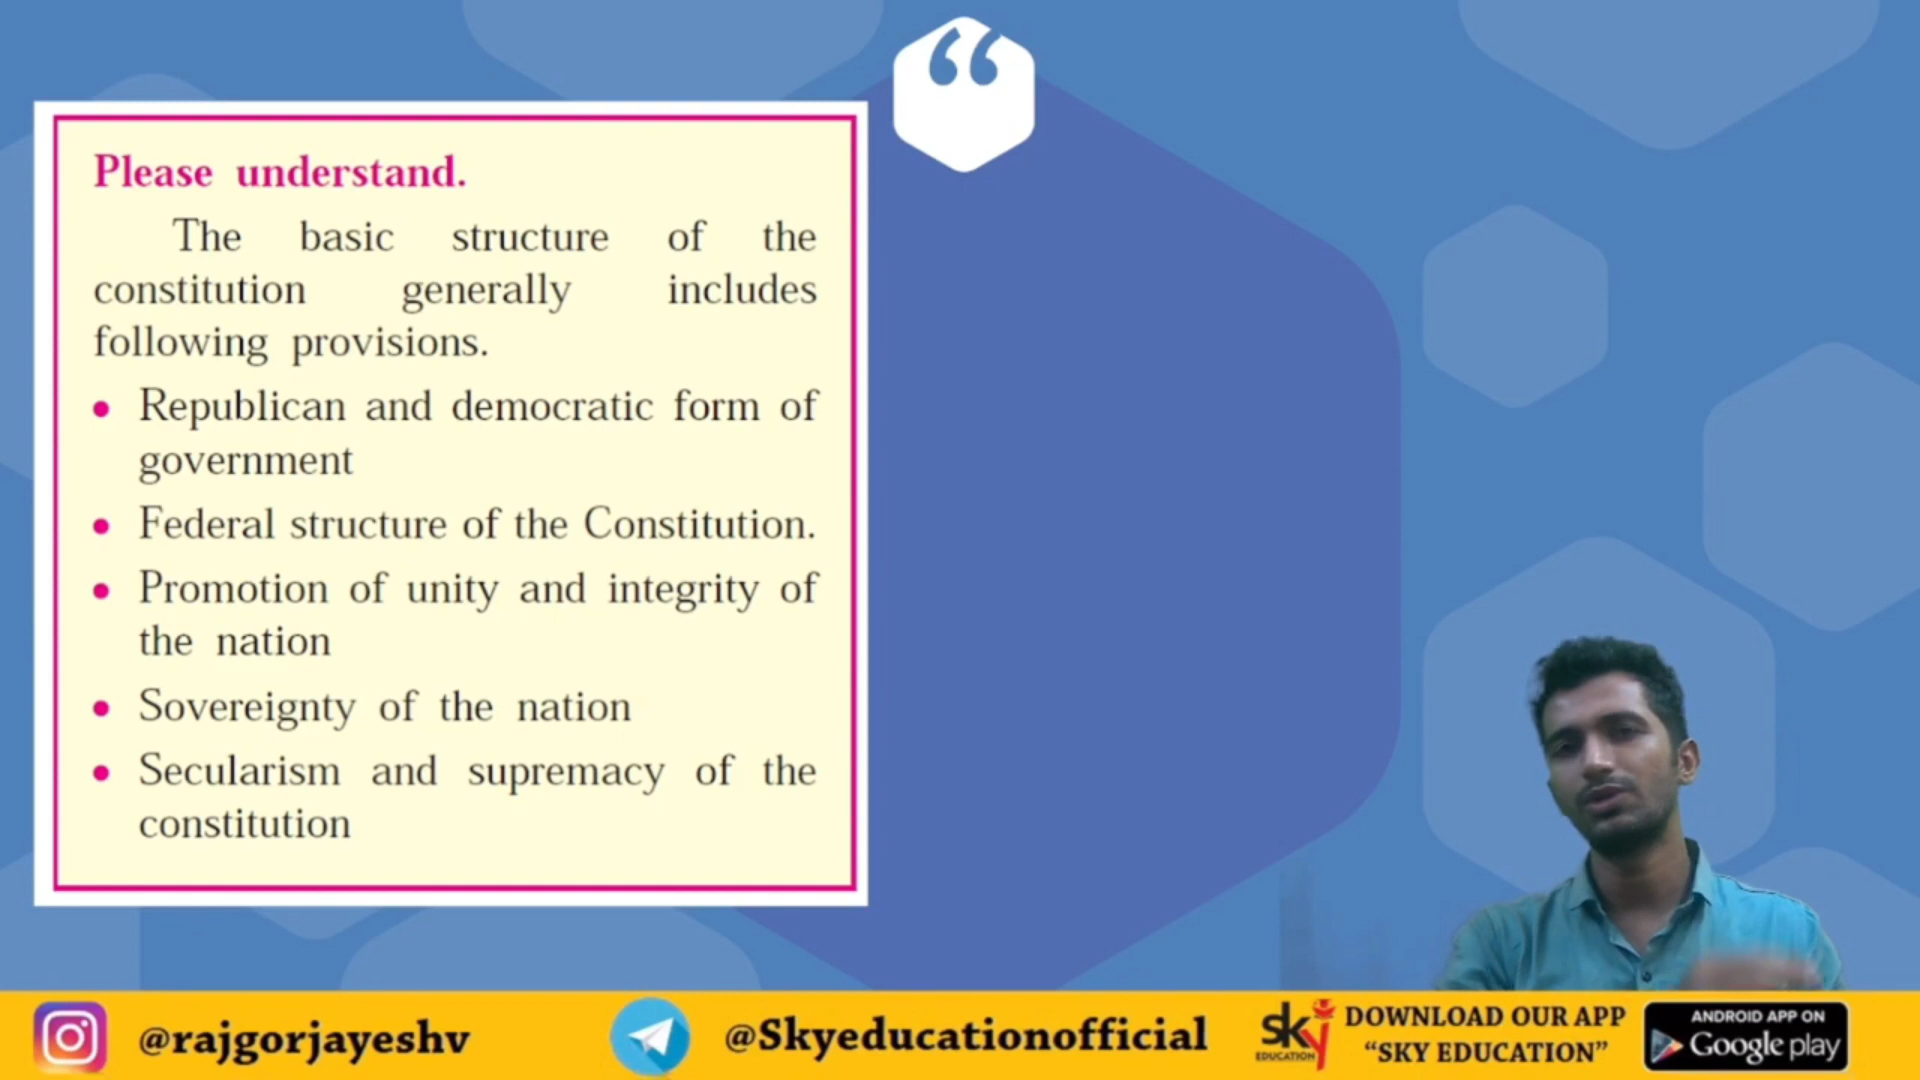 “
Please understand.
The basic structure of the
constitution generally includes
following provisions.
• Republican and democratic form of
government
• Federal structure of the Constitution.
• Promotion of unity and integrity of
the nation
• Sovereignty of the nation
• Secularism and supremacy of the
constitution
@rajgorjayeshv
@Skyeducationofficial
sky
EDUCATION
DOWNLOAD OUR APP
“SKY EDUCATION”
ANDROID APP ON
Google play